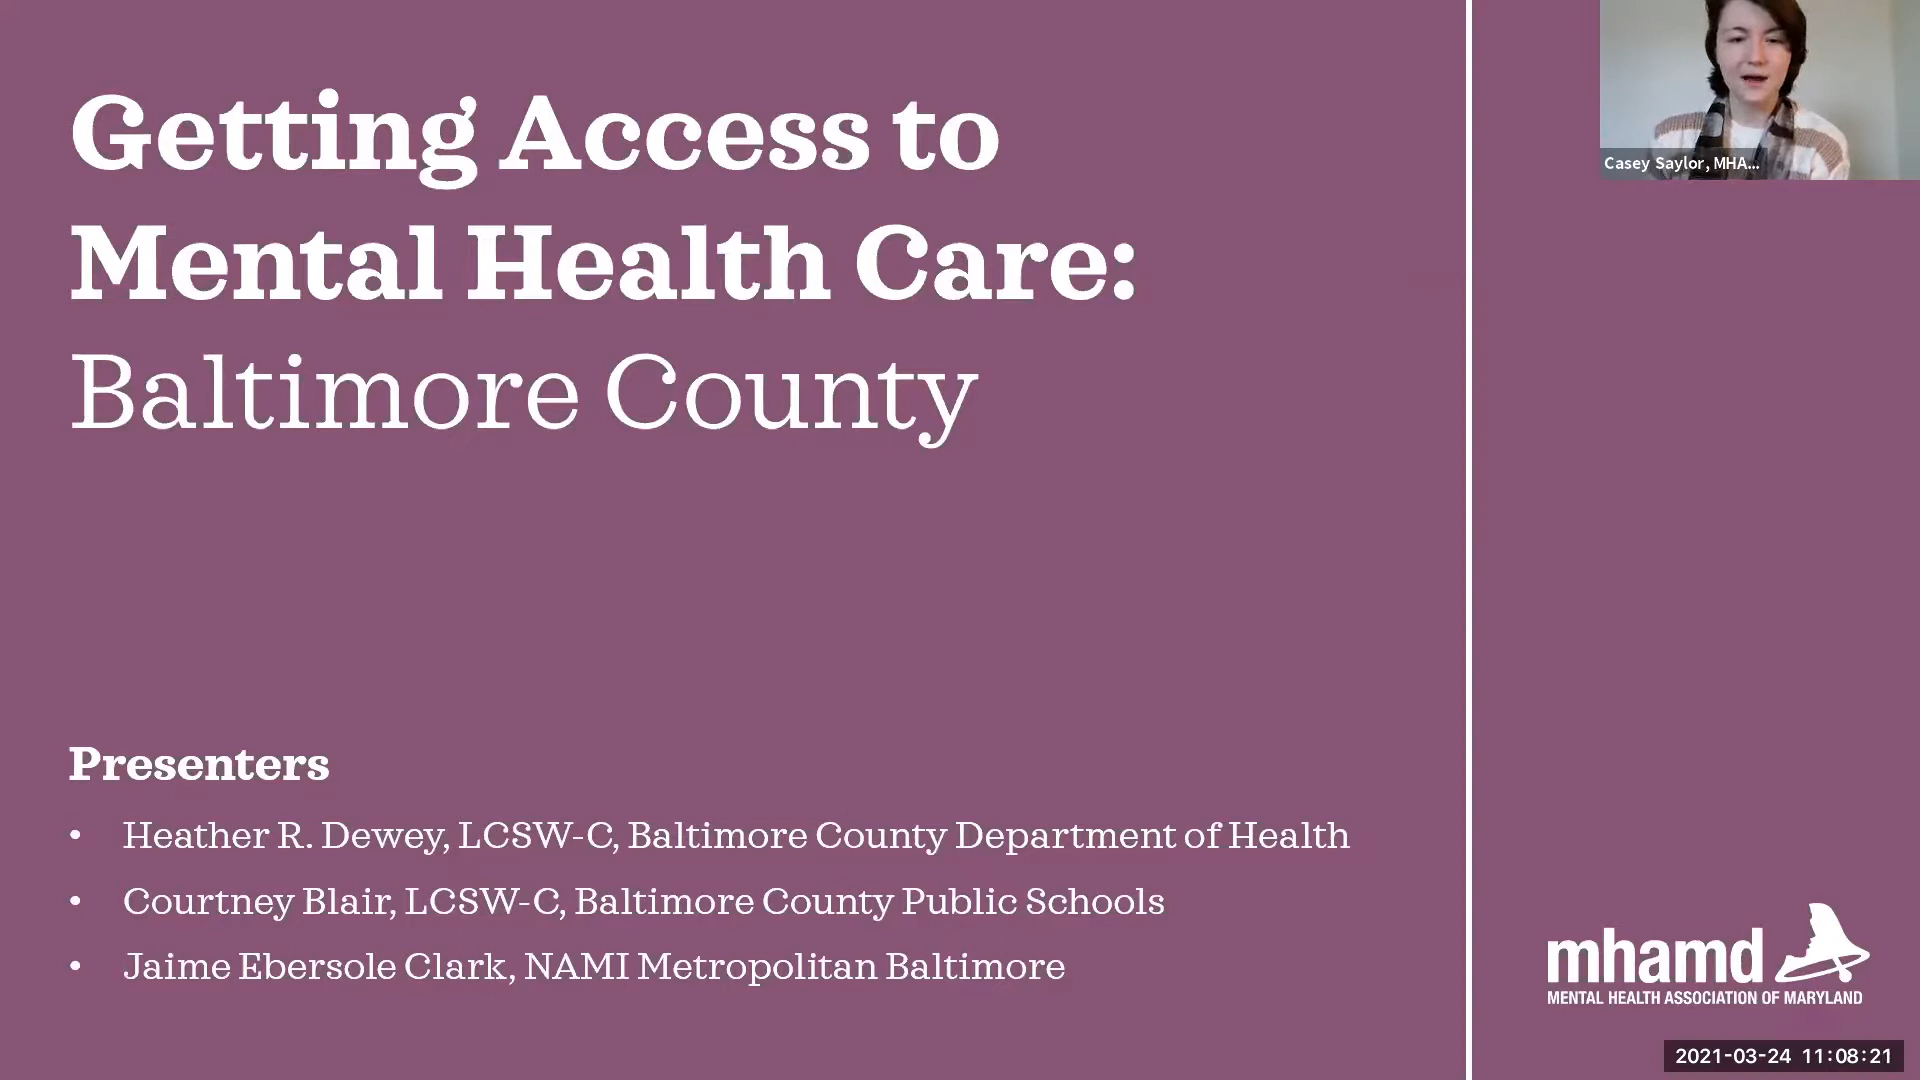 Getting Access to
Mental Health Care:
Baltimore County
Casey Saylor, MHA...
Presenters
• Heather R. Dewey, LCSW-C, Baltimore County Department of Health
• Courtney Blair, LCSW-C, Baltimore County Public Schools
• Jaime Ebersole Clark, NAMI Metropolitan Baltimore
mhamd
MENTAL HEALTH ASSOCIATION OF MARYLAND
2021-03-24 11:08:21